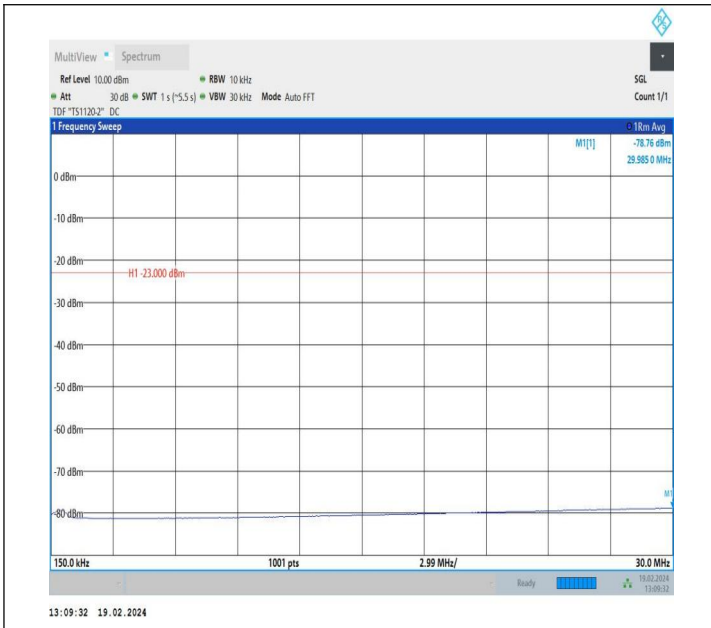 R S
MultiView Spectrum
Ref Level 10.00 dBm RBW 10 kHz SGL
Att 30 dB SWT 1 s (~5.5 s) VBW 30 kHz Mode Auto FFT Count 1/1
TDF "TS1120-2" DC
1 Frequency Sweep 1Rm Avg
M1[1] -78.76 dBm
29.985 0 MHz
0 dBm
-10 dBm
-20 dBm
H1 -23.000 dBm
-30 dBm
-40 dBm
-50 dBm
-60 dBm
-70 dBm
M1
-80 dBm
150.0 kHz 1001 pts 2.99 MHz/ 30.0 MHz
Ready 19.02.2024
13:09:32
13:09:32 19.02.2024